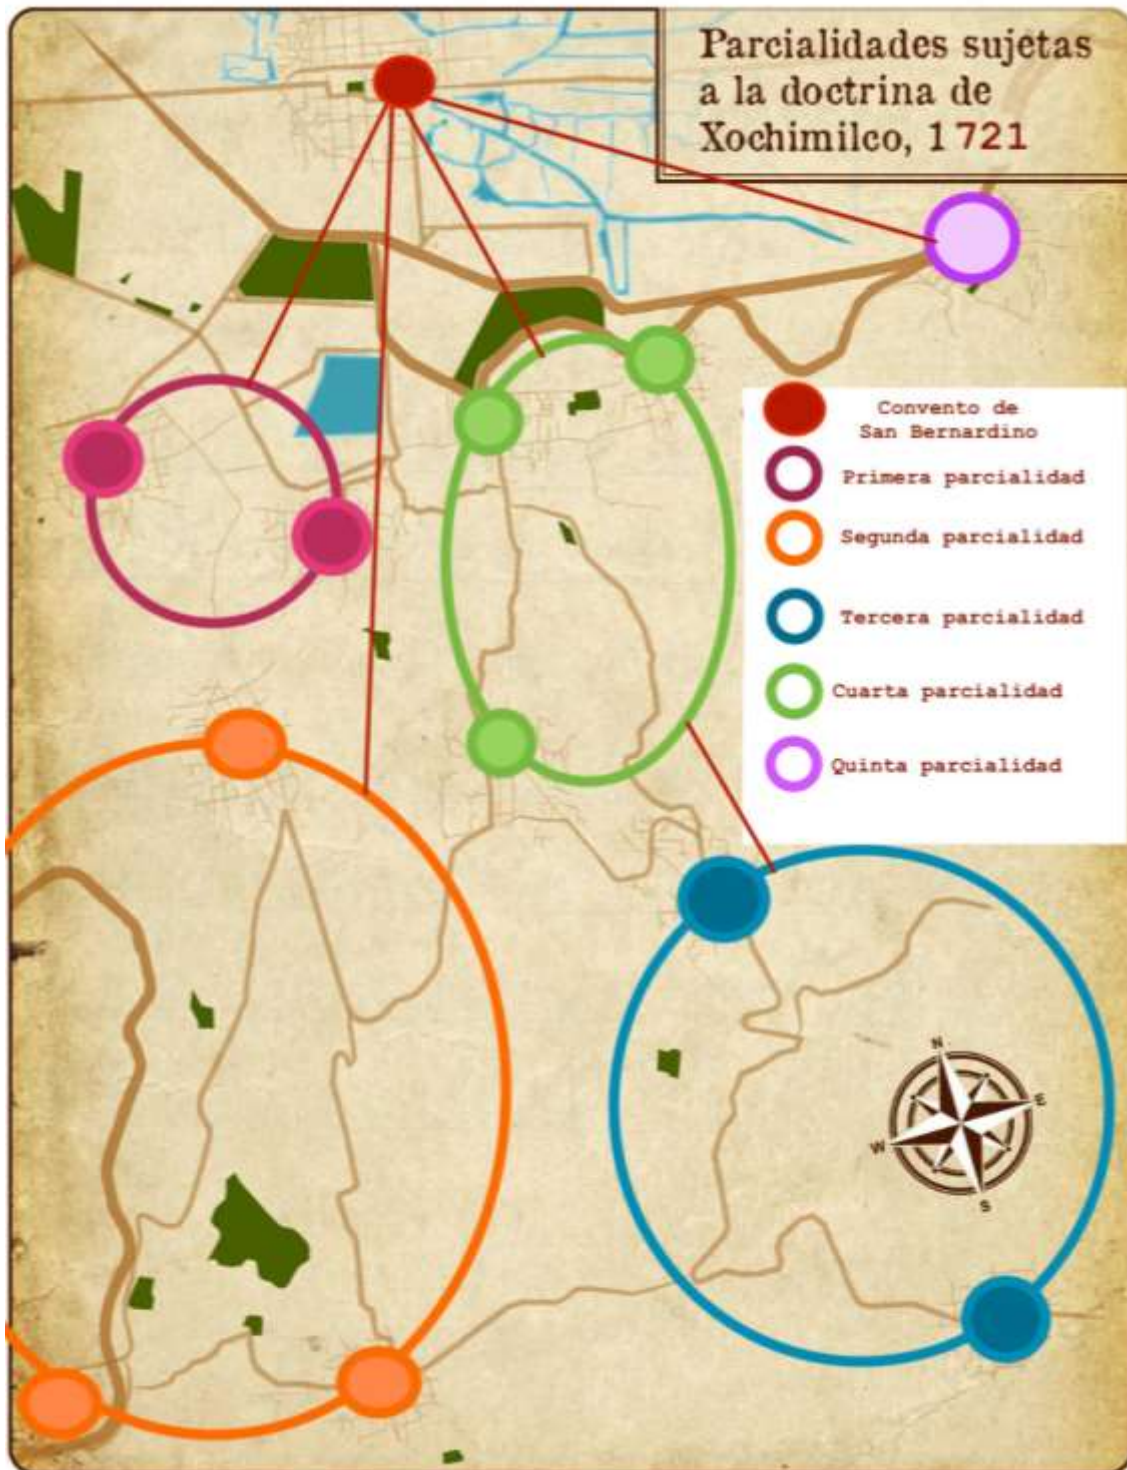 Parcialidades sujetas
a la doctrina de
Xochimilco, 1721
Convento de
San Bernardino
Primera parcialidad
Segunda parcialidad
Tercera parcialidad
Cuarta parcialidad
Quinta parcialidad
N
E
W
S